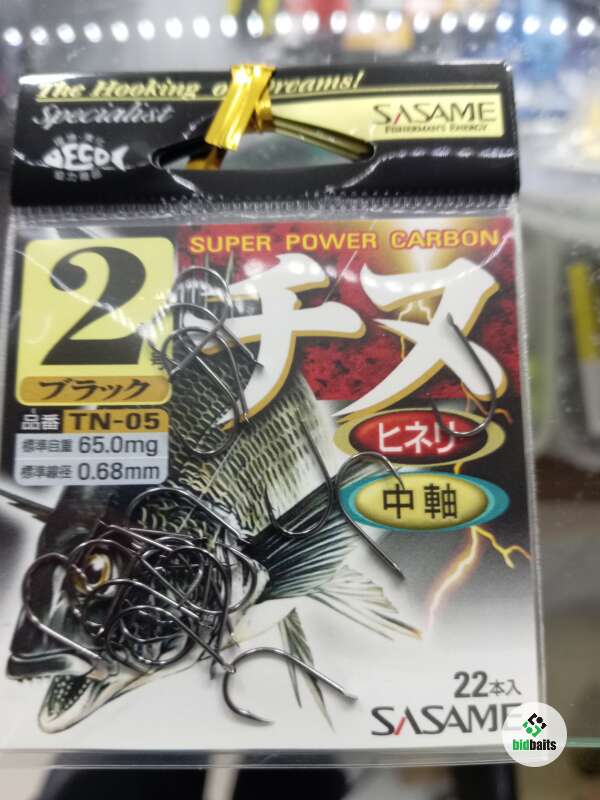 The Hooking of Dreams!
Specialist
SASAME
FISHERMAN'S ENERGY
SUPER POWER CARBON
2
チヌ
ブラック
品番 TN-05
標準自重 65.0mg
標準線径 0.68mm
ヒネリ
中軸
22本入
SASAME
bidbaits